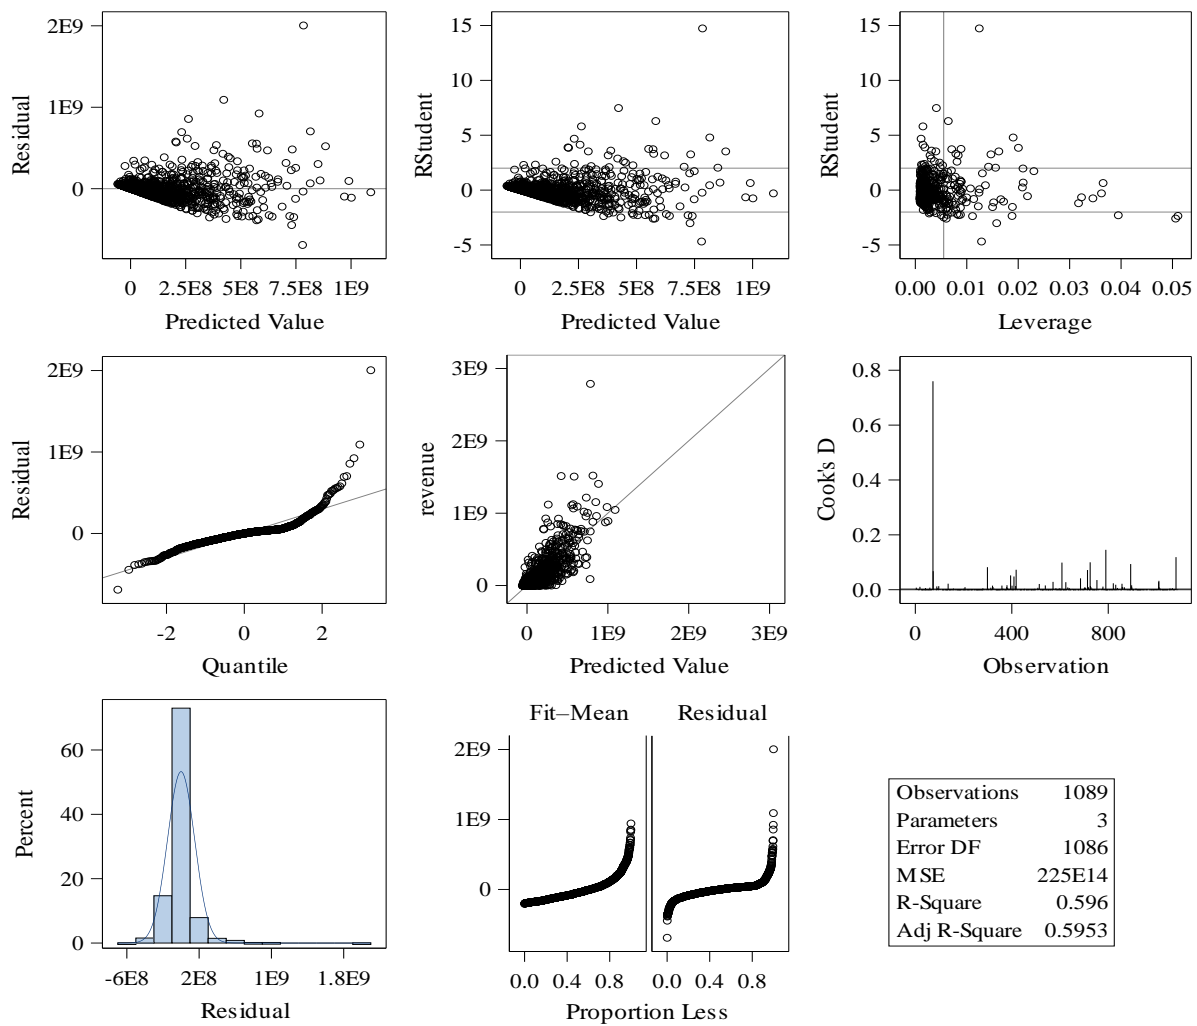 2E9
1E9
0
Residual
0 2.5E8 5E8 7.5E8 1E9
Predicted Value
15
10
5
0
-5
RStudent
0 2.5E8 5E8 7.5E8 1E9
Predicted Value
15
10
5
0
-5
RStudent
0.00 0.01 0.02 0.03 0.04 0.05
Leverage
2E9
1E9
0
Residual
-2 0 2
Quantile
3E9
2E9
1E9
0
revenue
0 1E9 2E9 3E9
Predicted Value
0.8
0.6
0.4
0.2
0.0
Cook's D
0 400 800
Observation
60
40
20
0
Percent
-6E8 2E8 1E9 1.8E9
Residual
Fit–Mean Residual
2E9
1E9
0
0.0 0.4 0.8 0.0 0.4 0.8
Proportion Less
Observations 1089
Parameters 3
Error DF 1086
MSE 225E14
R-Square 0.596
Adj R-Square 0.5953